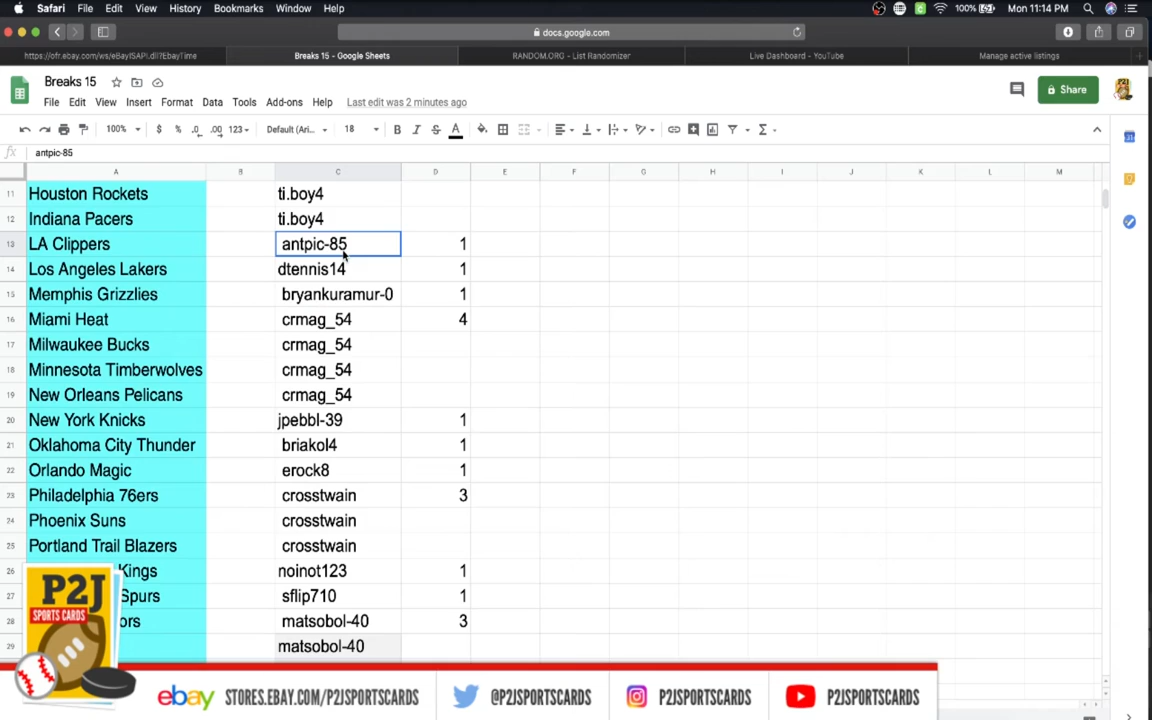 Safari File Edit View History Bookmarks Window Help 100% Mon 11:14 PM
docs.google.com
https://ofr.ebay.com/ws/eBayISAPI.dll?EbayTime Breaks 15 - Google Sheets RANDOM.ORG - List Randomizer Live Dashboard - YouTube Manage active listings
Breaks 15
Share
File Edit View Insert Format Data Tools Add-ons Help Last edit was 2 minutes ago
100% $ % .0 .00 123 Default (Ari... 18 B I S A
fx antpic-85
A B C D E F G H I J K L M
11 Houston Rockets ti.boy4
12 Indiana Pacers ti.boy4
13 LA Clippers antpic-85 1
14 Los Angeles Lakers dtennis14 1
15 Memphis Grizzlies bryankuramur-0 1
16 Miami Heat crmag_54 4
17 Milwaukee Bucks crmag_54
18 Minnesota Timberwolves crmag_54
19 New Orleans Pelicans crmag_54
20 New York Knicks jpebbl-39 1
21 Oklahoma City Thunder briakol4 1
22 Orlando Magic erock8 1
23 Philadelphia 76ers crosstwain 3
24 Phoenix Suns crosstwain
25 Portland Trail Blazers crosstwain
26 Kings noinot123 1
27 Spurs sflip710 1
28 ors matsobol-40 3
29 matsobol-40
P2J
SPORTS CARDS
ebay STORES.EBAY.COM/P2JSPORTSCARDS @P2JSPORTSCARDS P2JSPORTSCARDS P2JSPORTSCARDS